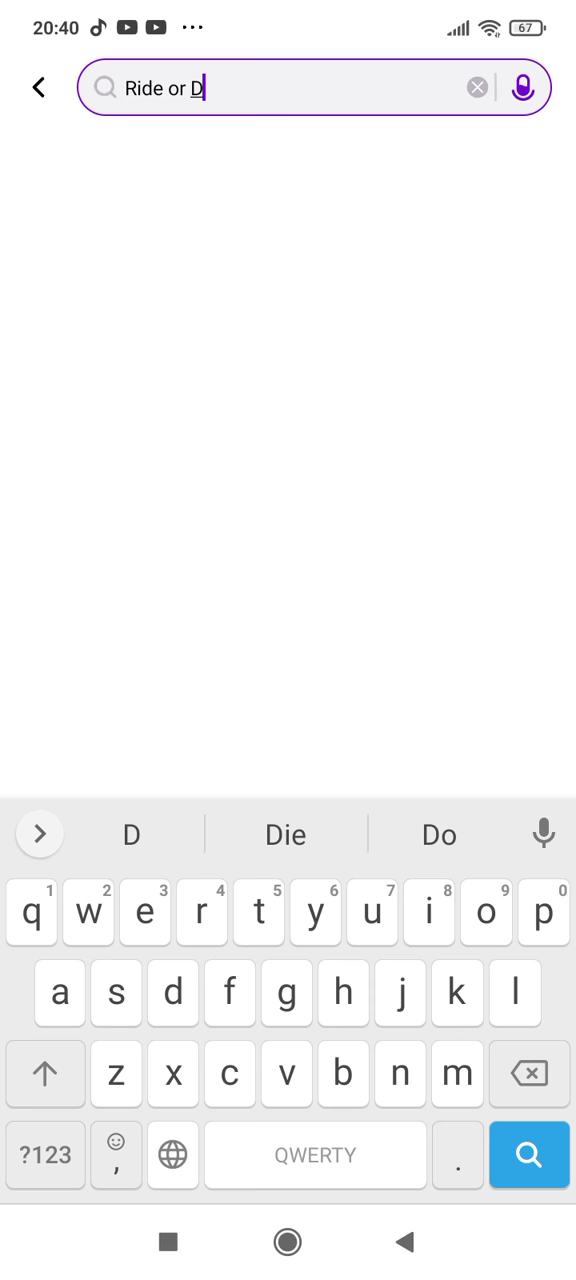 20:40 67
Ride or D
D Die Do
1 2 3 4 5 6 7 8 9 0
q w e r t y u i o p
a s d f g h j k l
z x c v b n m
?123 , QWERTY .